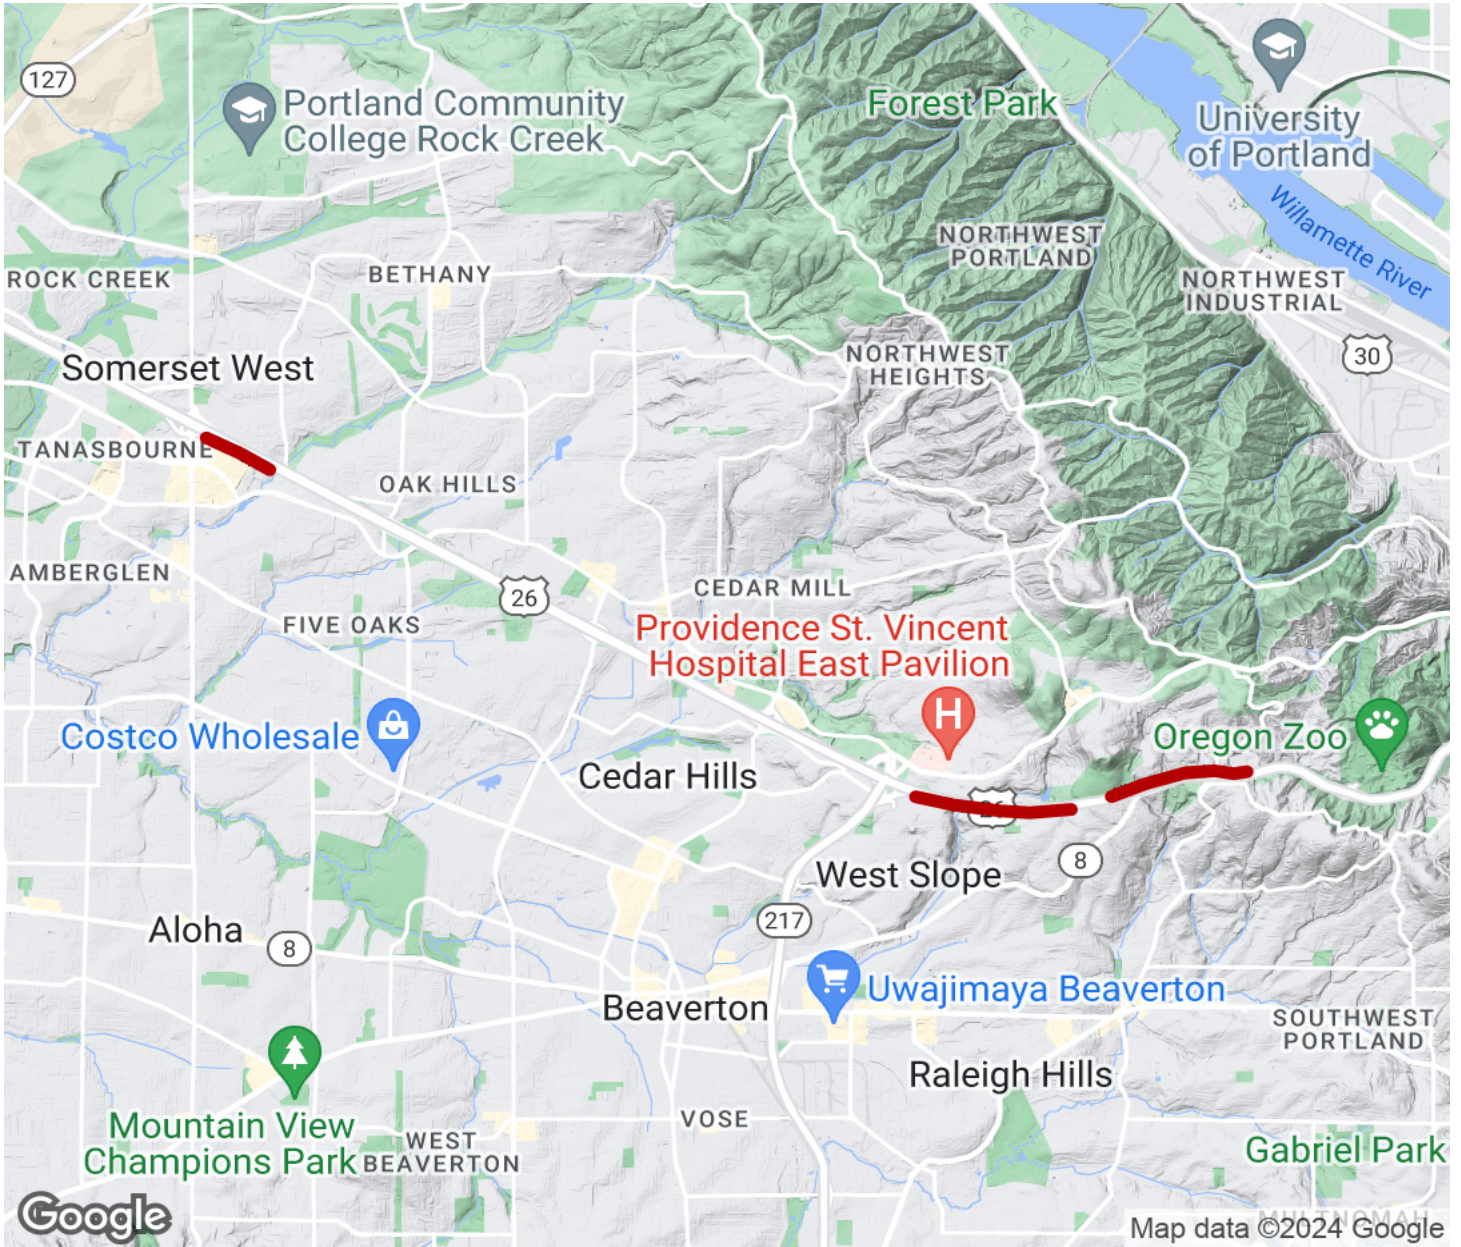 127
Portland Community
College Rock Creek
Forest Park
University
of Portland
Willamette River
NORTHWEST
PORTLAND
ROCK CREEK
BETHANY
NORTHWEST
INDUSTRIAL
30
Somerset West
NORTHWEST
HEIGHTS
TANASBOURNE
OAK HILLS
AMBERGLEN
26
CEDAR MILL
FIVE OAKS
Providence St. Vincent
Hospital East Pavilion
H
Costco Wholesale
Oregon Zoo
Cedar Hills
26
West Slope
8
217
Aloha
8
Beaverton
Uwajimaya Beaverton
SOUTHWEST
PORTLAND
Raleigh Hills
Mountain View
Champions Park
VOSE
WEST
BEAVERTON
Gabriel Park
MULTNOMAH
Google
Map data ©2024 Google